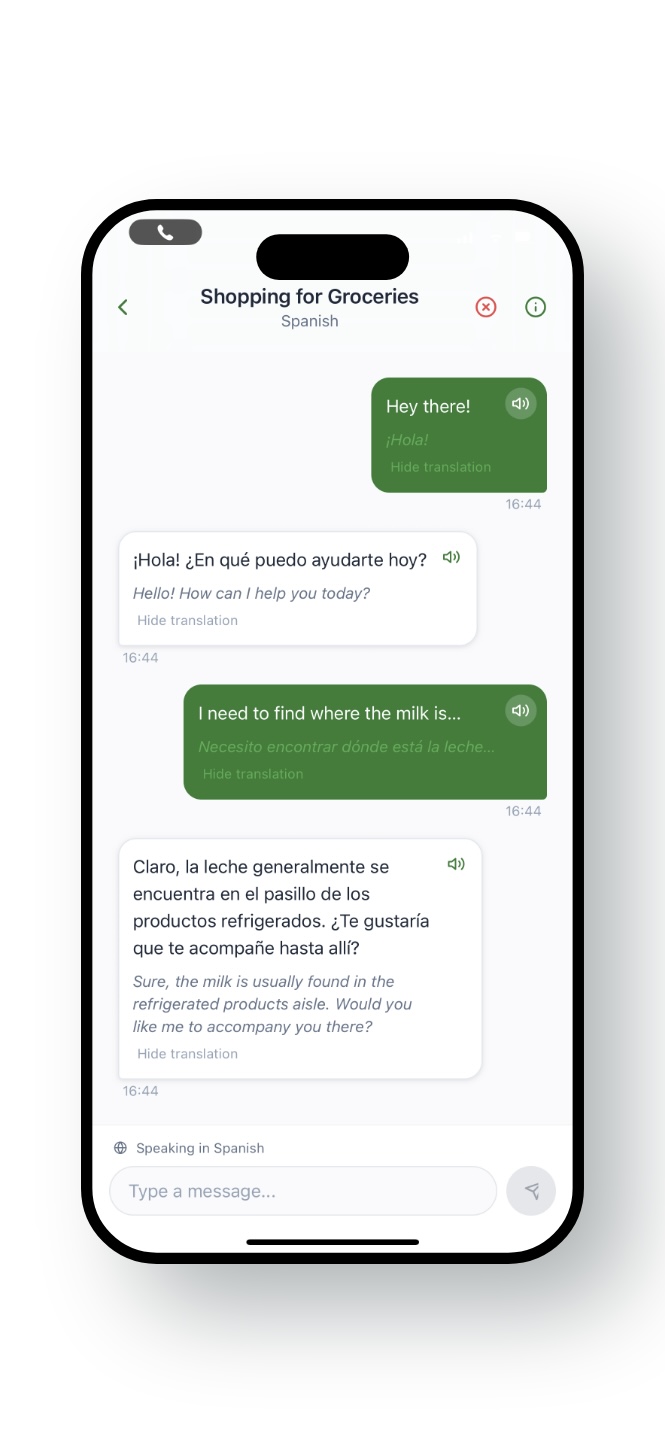 Shopping for Groceries
Spanish
Hey there!
¡Hola!
Hide translation
16:44
¡Hola! ¿En qué puedo ayudarte hoy?
Hello! How can I help you today?
Hide translation
16:44
I need to find where the milk is...
Necesito encontrar dónde está la leche...
Hide translation
16:44
Claro, la leche generalmente se
encuentra en el pasillo de los
productos refrigerados. ¿Te gustaría
que te acompañe hasta allí?
Sure, the milk is usually found in the
refrigerated products aisle. Would you
like me to accompany you there?
Hide translation
16:44
Speaking in Spanish
Type a message...